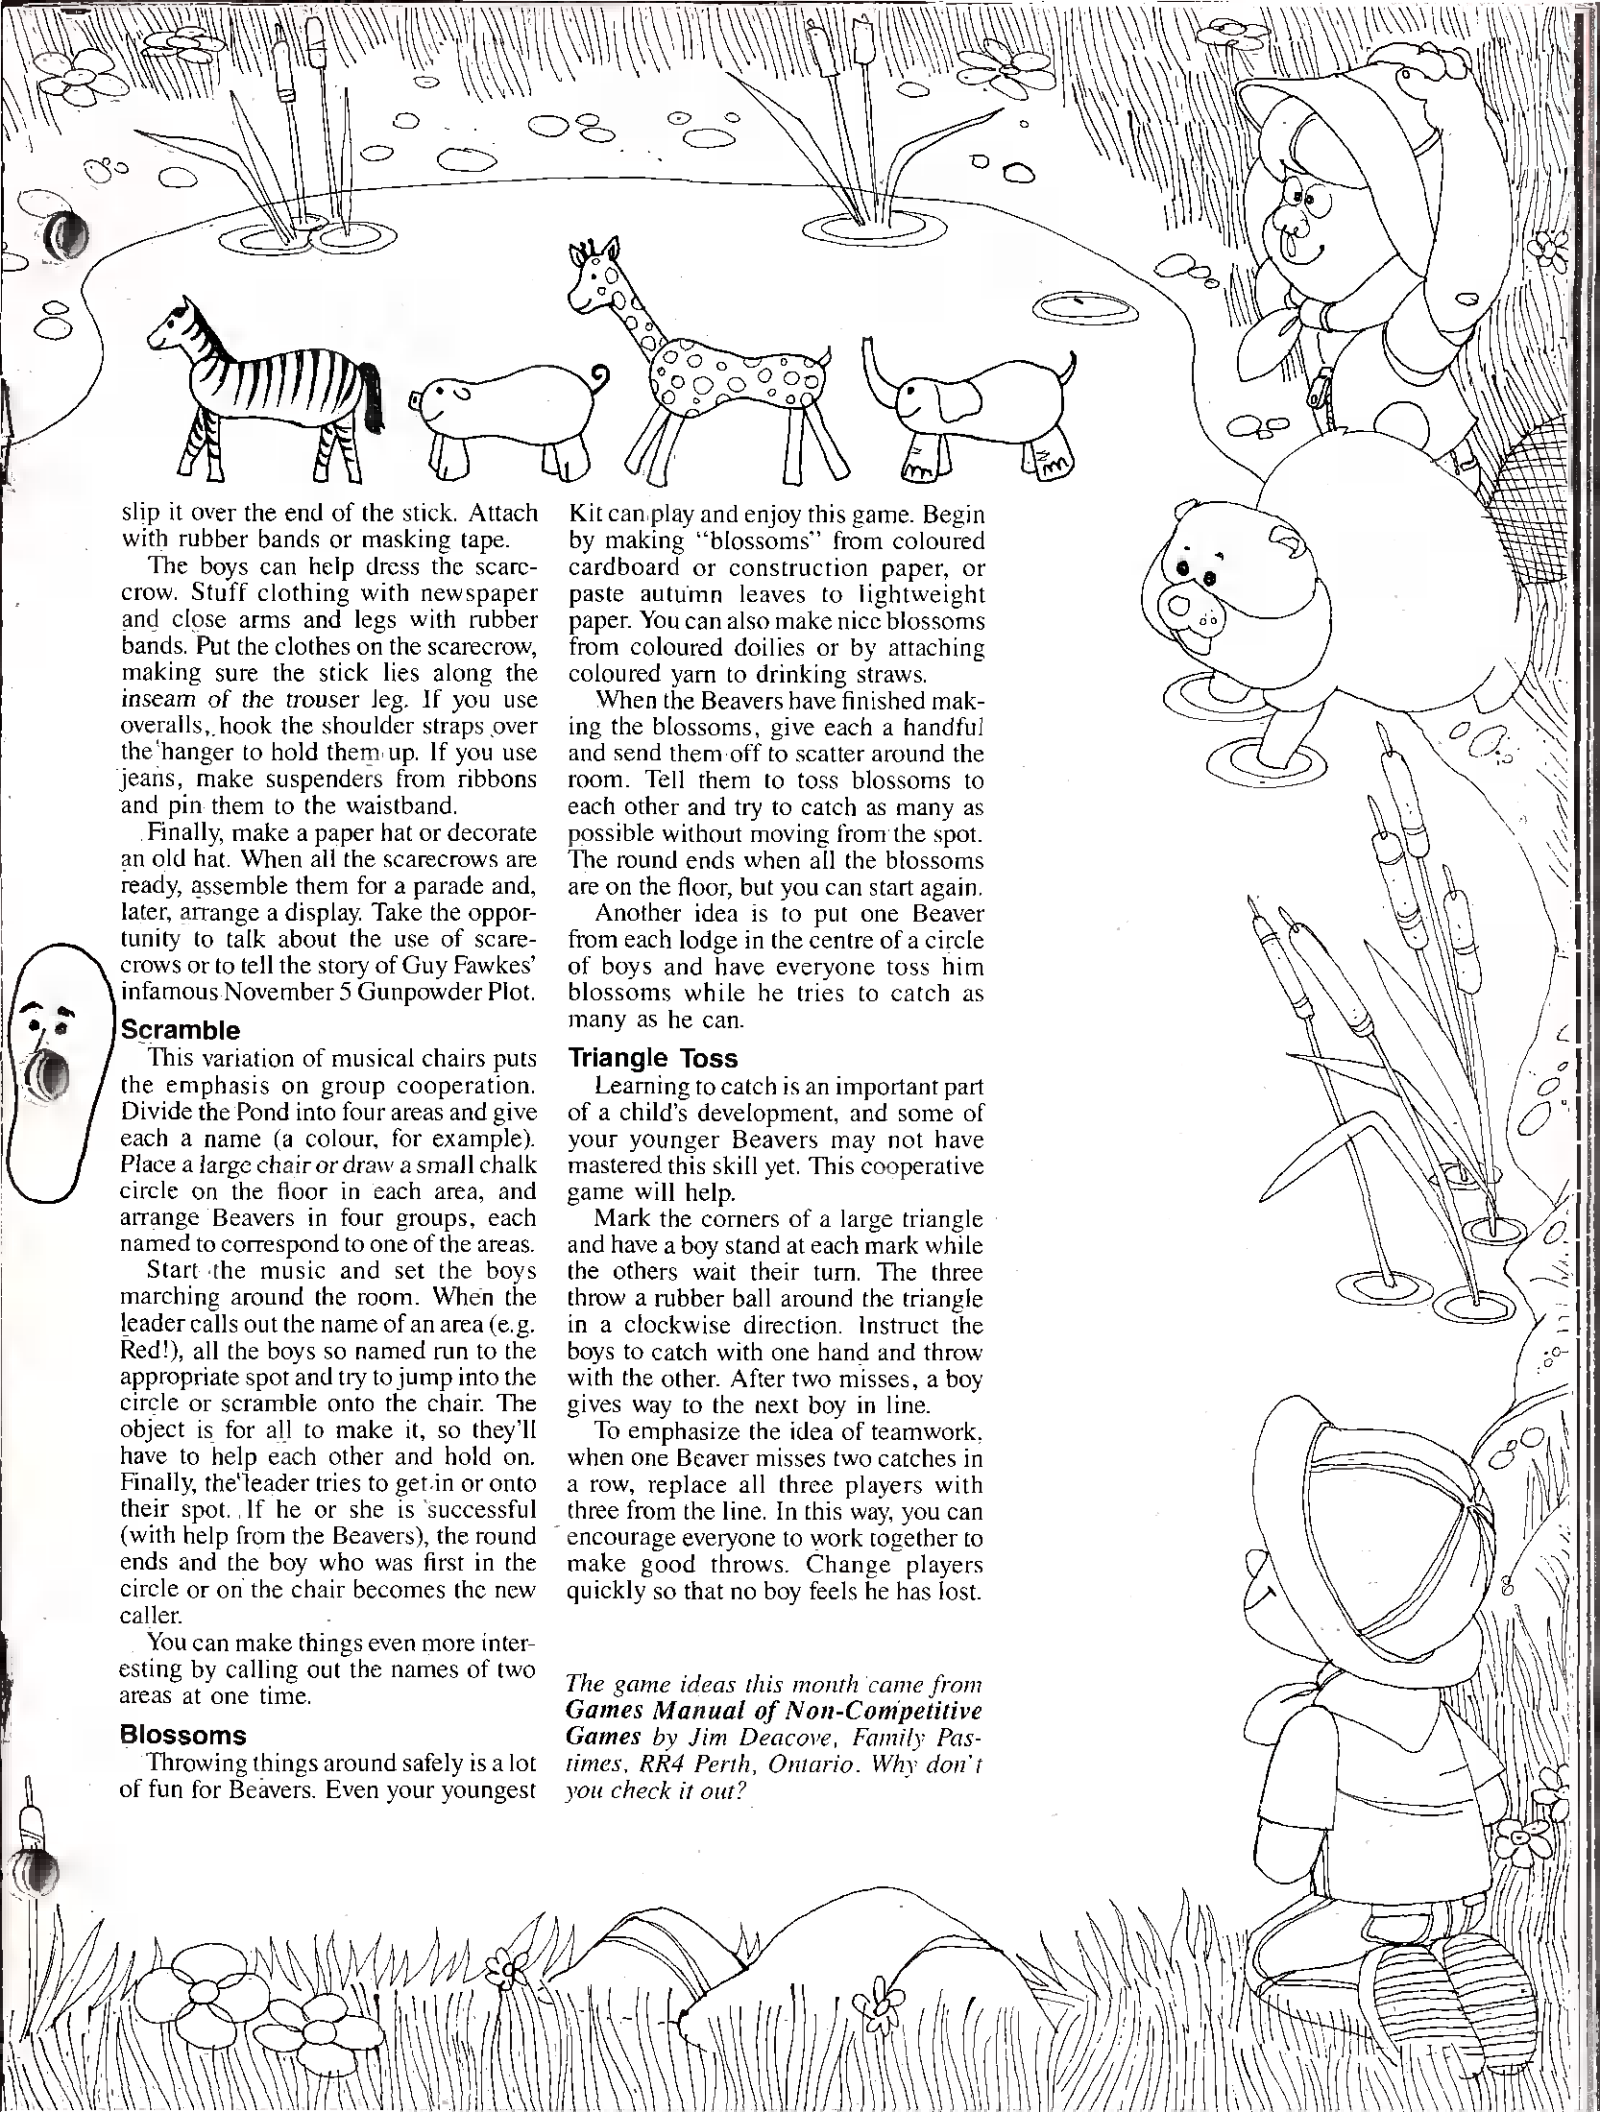 slip it over the end of the stick. Attach
with rubber bands or masking tape.
The boys can help dress the scare-
crow. Stuff clothing with newspaper
and close arms and legs with rubber
bands. Put the clothes on the scarecrow,
making sure the stick lies along the
inseam of the trouser leg. If you use
overalls, hook the shoulder straps over
the hanger to hold them up. If you use
jeans, make suspenders from ribbons
and pin them to the waistband.
Finally, make a paper hat or decorate
an old hat. When all the scarecrows are
ready, assemble them for a parade and,
later, arrange a display. Take the oppor-
tunity to talk about the use of scare-
crows or to tell the story of Guy Fawkes'
infamous November 5 Gunpowder Plot.
Scramble
This variation of musical chairs puts
the emphasis on group cooperation.
Divide the Pond into four areas and give
each a name (a colour, for example).
Place a large chair or draw a small chalk
circle on the floor in each area, and
arrange Beavers in four groups, each
named to correspond to one of the areas.
Start the music and set the boys
marching around the room. When the
leader calls out the name of an area (e.g.
Red!), all the boys so named run to the
appropriate spot and try to jump into the
circle or scramble onto the chair. The
object is for all to make it, so they'll
have to help each other and hold on.
Finally, the leader tries to get in or onto
their spot. If he or she is successful
(with help from the Beavers), the round
ends and the boy who was first in the
circle or on the chair becomes the new
caller.
You can make things even more inter-
esting by calling out the names of two
areas at one time.
Blossoms
Throwing things around safely is a lot
of fun for Beavers. Even your youngest
Kit can play and enjoy this game. Begin
by making "blossoms" from coloured
cardboard or construction paper, or
paste autumn leaves to lightweight
paper. You can also make nice blossoms
from coloured doilies or by attaching
coloured yarn to drinking straws.
When the Beavers have finished mak-
ing the blossoms, give each a handful
and send them off to scatter around the
room. Tell them to toss blossoms to
each other and try to catch as many as
possible without moving from the spot.
The round ends when all the blossoms
are on the floor, but you can start again.
Another idea is to put one Beaver
from each lodge in the centre of a circle
of boys and have everyone toss him
blossoms while he tries to catch as
many as he can.
Triangle Toss
Learning to catch is an important part
of a child's development, and some of
your younger Beavers may not have
mastered this skill yet. This cooperative
game will help.
Mark the corners of a large triangle
and have a boy stand at each mark while
the others wait their turn. The three
throw a rubber ball around the triangle
in a clockwise direction. Instruct the
boys to catch with one hand and throw
with the other. After two misses, a boy
gives way to the next boy in line.
To emphasize the idea of teamwork,
when one Beaver misses two catches in
a row, replace all three players with
three from the line. In this way, you can
encourage everyone to work together to
make good throws. Change players
quickly so that no boy feels he has lost.
The game ideas this month came from
Games Manual of Non-Competitive
Games by Jim Deacove, Family Pas-
times, RR4 Perth, Ontario. Why don't
you check it out?